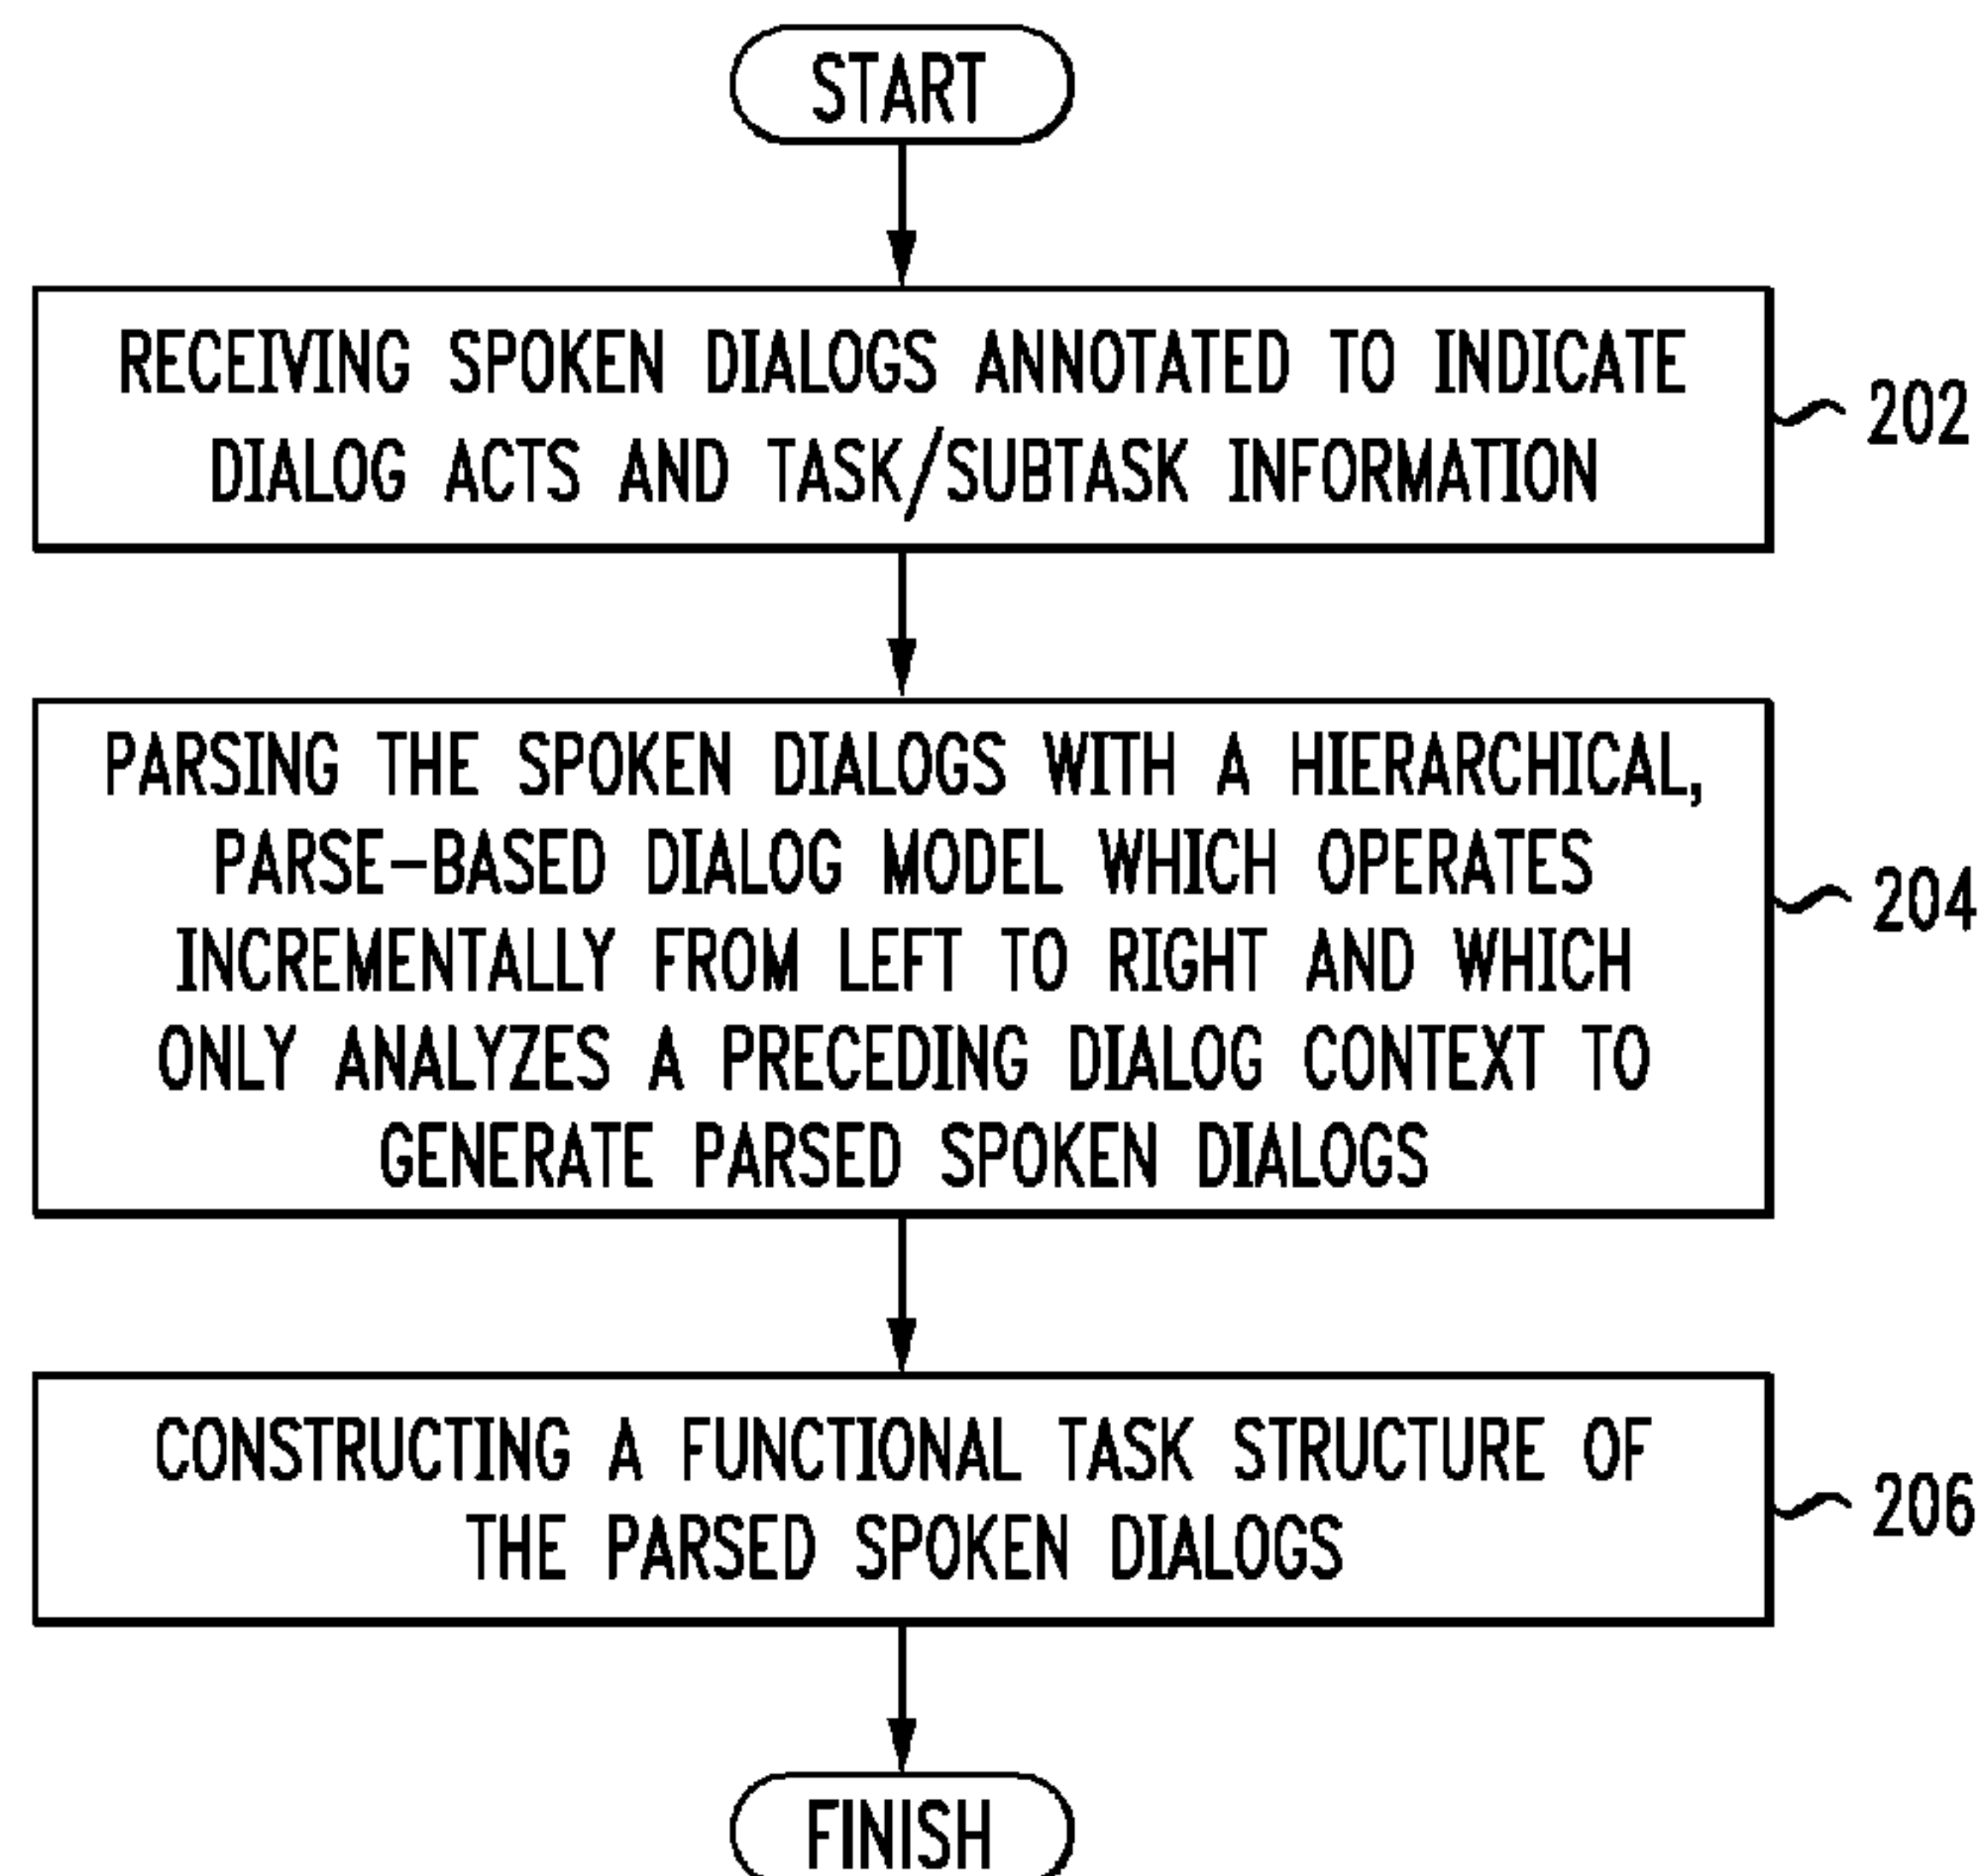 START
RECEIVING SPOKEN DIALOGS ANNOTATED TO INDICATE
DIALOG ACTS AND TASK/SUBTASK INFORMATION
202
PARSING THE SPOKEN DIALOGS WITH A HIERARCHICAL,
PARSE-BASED DIALOG MODEL WHICH OPERATES
INCREMENTALLY FROM LEFT TO RIGHT AND WHICH
ONLY ANALYZES A PRECEDING DIALOG CONTEXT TO
GENERATE PARSED SPOKEN DIALOGS
204
CONSTRUCTING A FUNCTIONAL TASK STRUCTURE OF
THE PARSED SPOKEN DIALOGS
206
FINISH